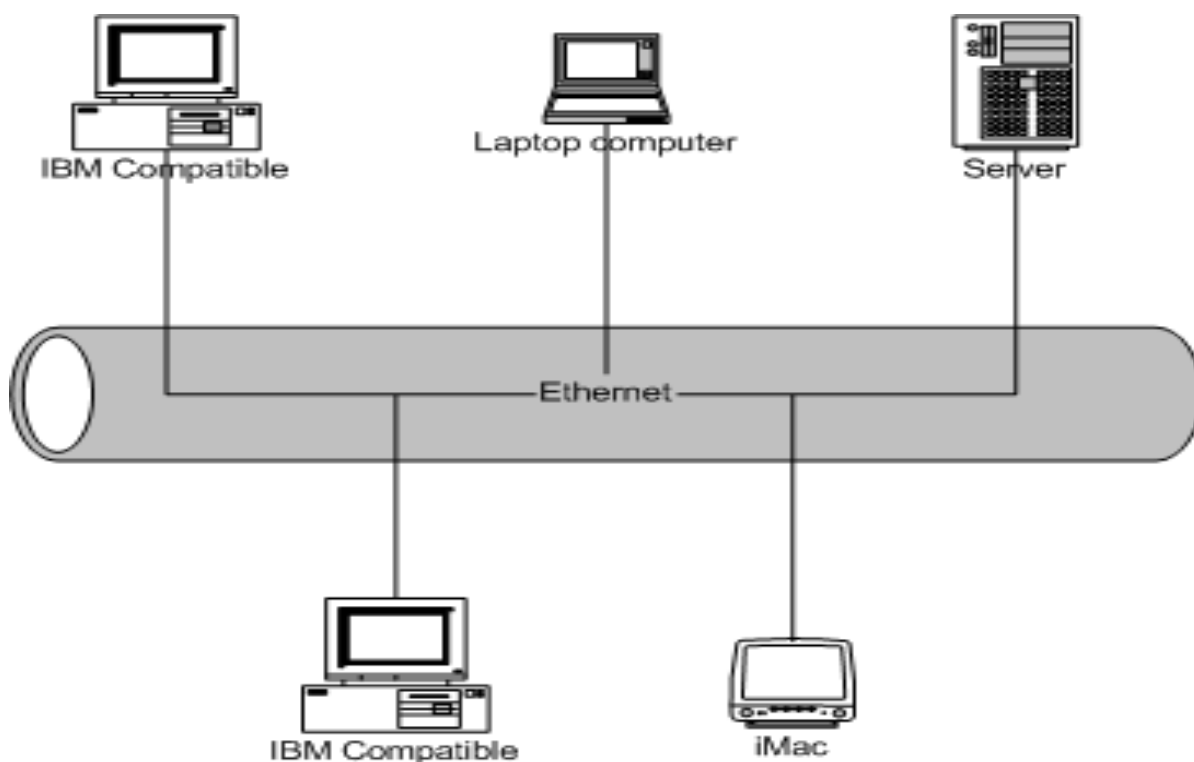 Laptop computer
IBM Compatible
Server
Ethernet
IBM Compatible
iMac